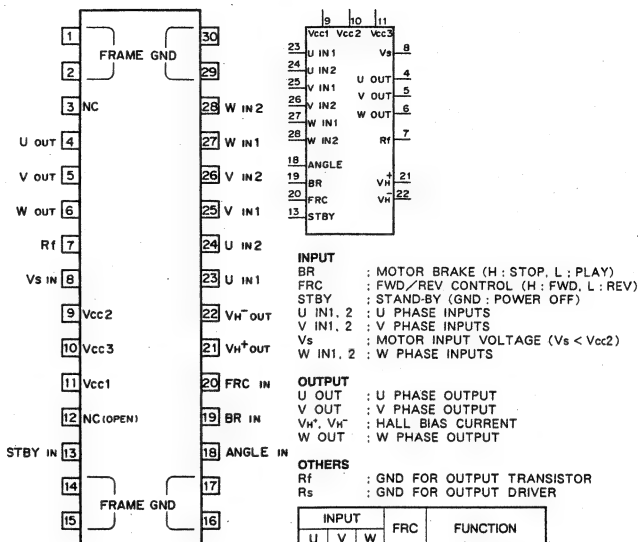 1 30
FRAME GND
2 29
3 NC 28 W IN2
U OUT 4 27 W IN1
V OUT 5 26 V IN2
W OUT 6 25 V IN1
Rf 7 24 U IN2
Vs IN 8 23 U IN1
9 Vcc2 22 VH⁻ OUT
10 Vcc3 21 VH⁺ OUT
11 Vcc1 20 FRC IN
12 NC (OPEN) 19 BR IN
STBY IN 13 18 ANGLE IN
14 17
FRAME GND
15 16
9 10 11
Vcc1 Vcc2 Vcc3
23 U IN1 Vs 8
24 U IN2 U OUT 4
25 V IN1 V OUT 5
26 V IN2 W OUT 6
27 W IN1
28 W IN2 Rf 7
18 ANGLE
19 BR VH⁺ 21
20 FRC VH⁻ 22
13 STBY
INPUT
BR : MOTOR BRAKE (H : STOP, L : PLAY)
FRC : FWD/REV CONTROL (H : FWD, L : REV)
STBY : STAND-BY (GND : POWER OFF)
U IN1, 2 : U PHASE INPUTS
V IN1, 2 : V PHASE INPUTS
Vs : MOTOR INPUT VOLTAGE (Vs < Vcc2)
W IN1, 2 : W PHASE INPUTS
OUTPUT
U OUT : U PHASE OUTPUT
V OUT : V PHASE OUTPUT
VH⁺, VH⁻ : HALL BIAS CURRENT
W OUT : W PHASE OUTPUT
OTHERS
Rf : GND FOR OUTPUT TRANSISTOR
Rs : GND FOR OUTPUT DRIVER
INPUT FRC FUNCTION
U V W